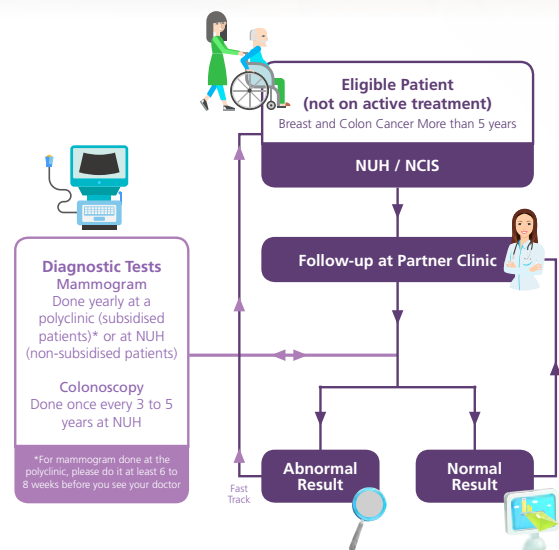 Eligible Patient
(not on active treatment)
Breast and Colon Cancer More than 5 years
NUH / NCIS
Follow-up at Partner Clinic
Diagnostic Tests
Mammogram
Done yearly at a
polyclinic (subsidised
patients)* or at NUH
(non-subsidised patients)
Colonoscopy
Done once every 3 to 5
years at NUH
*For mammogram done at the
polyclinic, please do it at least 6 to
8 weeks before you see your doctor
Fast
Track
Abnormal
Result
Normal
Result